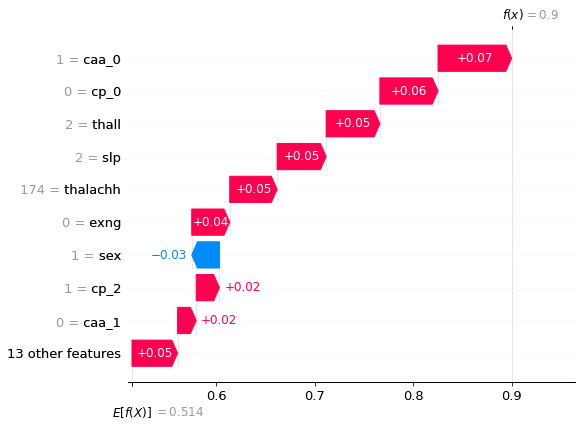 f(x) = 0.9
1 = caa_0
+0.07
0 = cp_0
+0.06
2 = thall
+0.05
2 = slp
+0.05
174 = thalachh
+0.05
0 = exng
+0.04
1 = sex
−0.03
1 = cp_2
+0.02
0 = caa_1
+0.02
13 other features
+0.05
0.6 0.7 0.8 0.9
E[f(X)] = 0.514